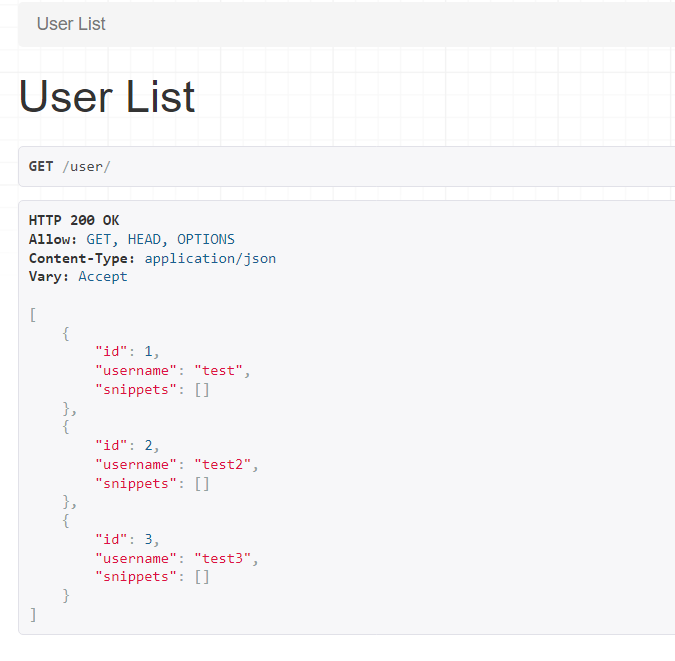 User List
User List
GET /user/
HTTP 200 OK
Allow: GET, HEAD, OPTIONS
Content-Type: application/json
Vary: Accept
[
    {
        "id": 1,
        "username": "test",
        "snippets": []
    },
    {
        "id": 2,
        "username": "test2",
        "snippets": []
    },
    {
        "id": 3,
        "username": "test3",
        "snippets": []
    }
]